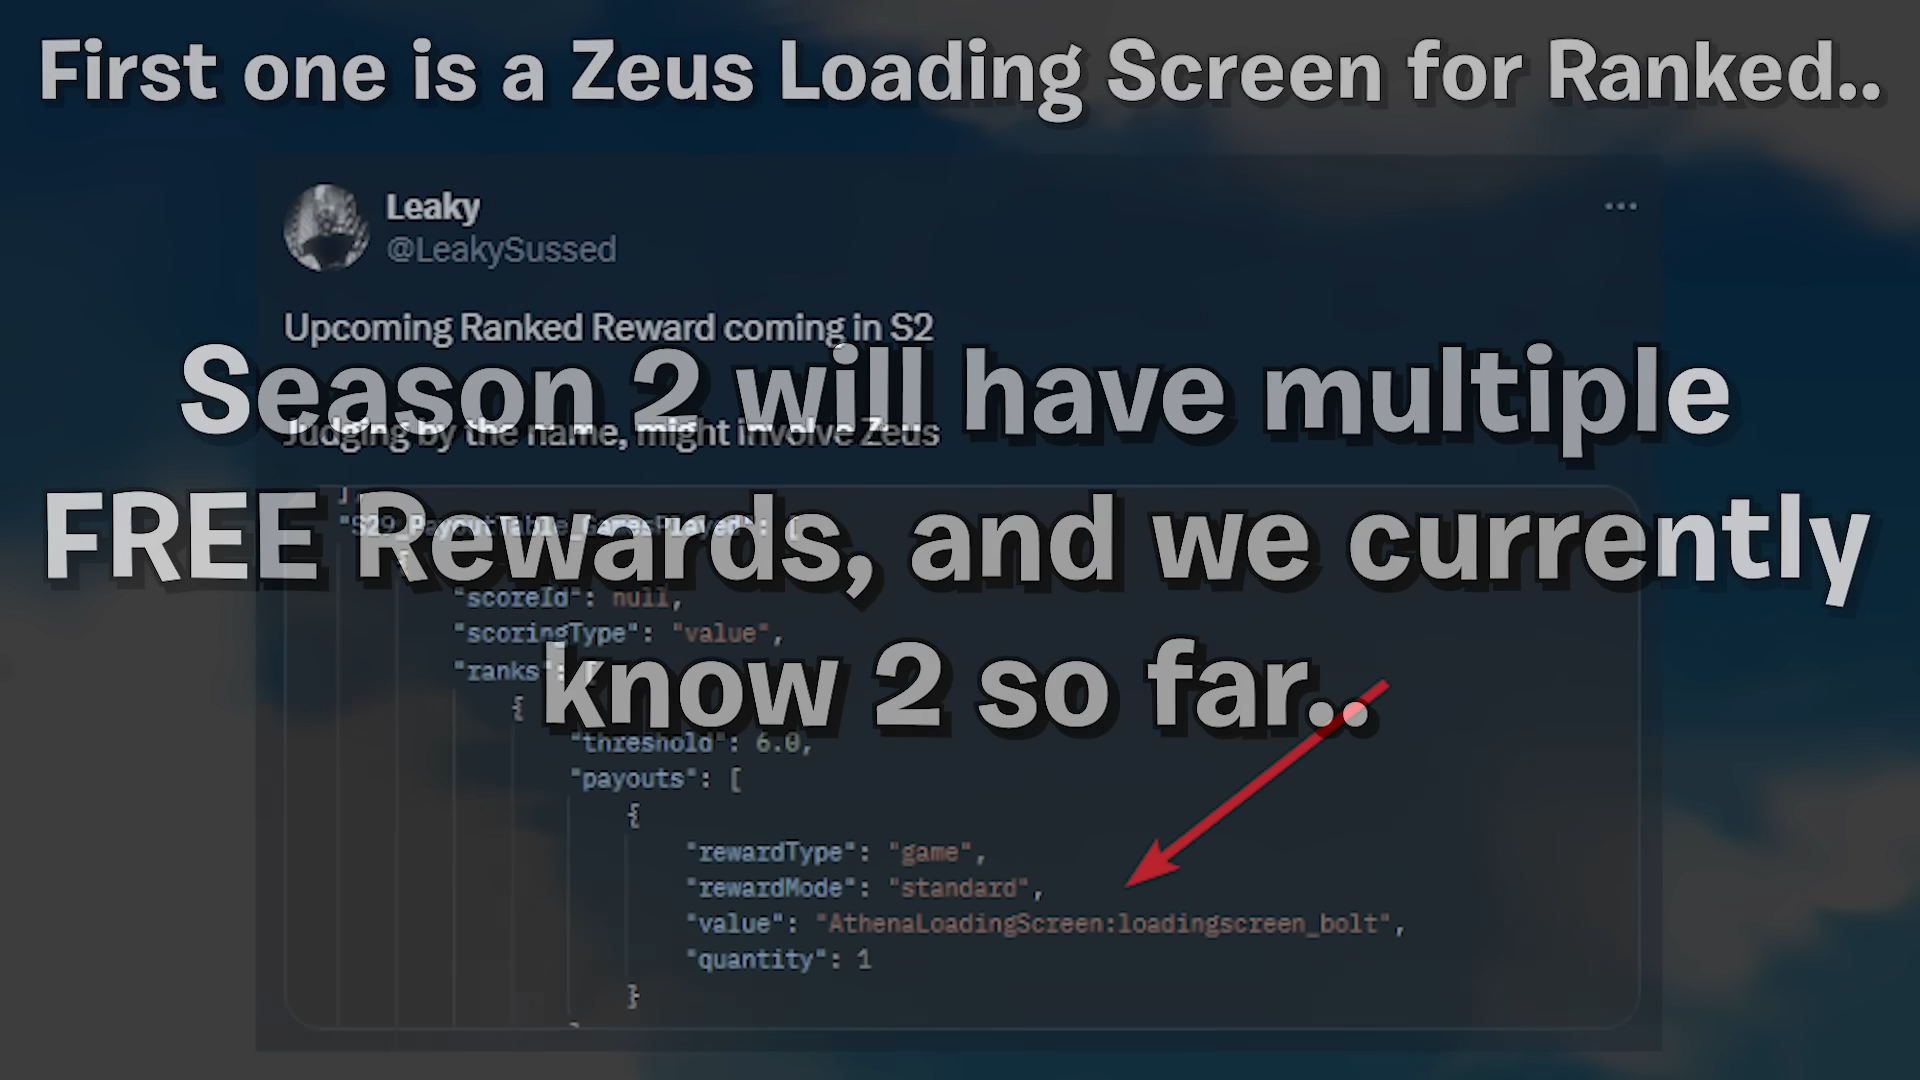 First one is a Zeus Loading Screen for Ranked..
Leaky
@LeakySussed
Upcoming Ranked Reward coming in S2
Season 2 will have multiple
Judging by the name, might involve Zeus
"S29_PayoutTable_GamesPlayed": [
FREE Rewards, and we currently
{
"scoreId": null,
"scoringType": "value",
"ranks": [
know 2 so far..
{
"threshold": 6.0,
"payouts": [
{
"rewardType": "game",
"rewardMode": "standard",
"value": "AthenaLoadingScreen:loadingscreen_bolt",
"quantity": 1
}